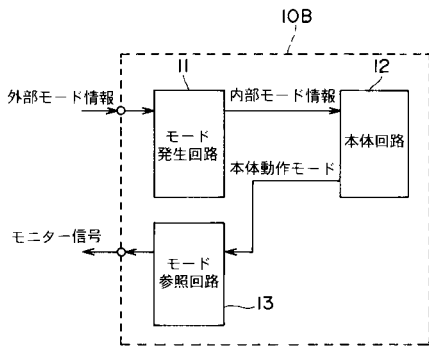 10B
11
12
外部モード情報
内部モード情報
モード
発生回路
本体回路
本体動作モード
モニター信号
モード
参照回路
13